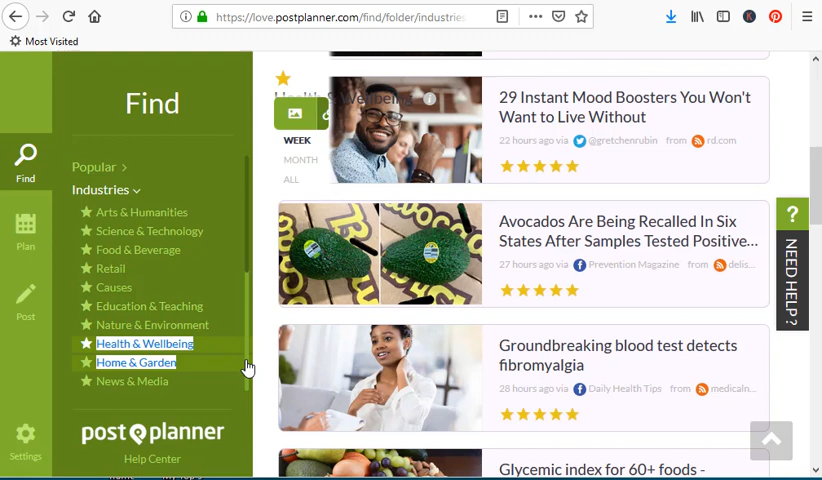 https://love.postplanner.com/find/folder/industries
Most Visited
Find
Find
Plan
Post
Settings
Popular
Industries
Arts & Humanities
Science & Technology
Food & Beverage
Retail
Causes
Education & Teaching
Nature & Environment
Health & Wellbeing
Home & Garden
News & Media
post planner
Help Center
Health & Wellbeing
WEEK
MONTH
ALL
29 Instant Mood Boosters You Won't
to Live Without
22 hours ago via @gretchenrubin from rd.com
Avocados Are Being Recalled In Six
States After Samples Tested Positive...
27 hours ago via Prevention Magazine from delis...
Groundbreaking blood test detects
fibromyalgia
28 hours ago via Daily Health Tips from medicaln...
Glycemic index for 60+ foods -
? NEED HELP?